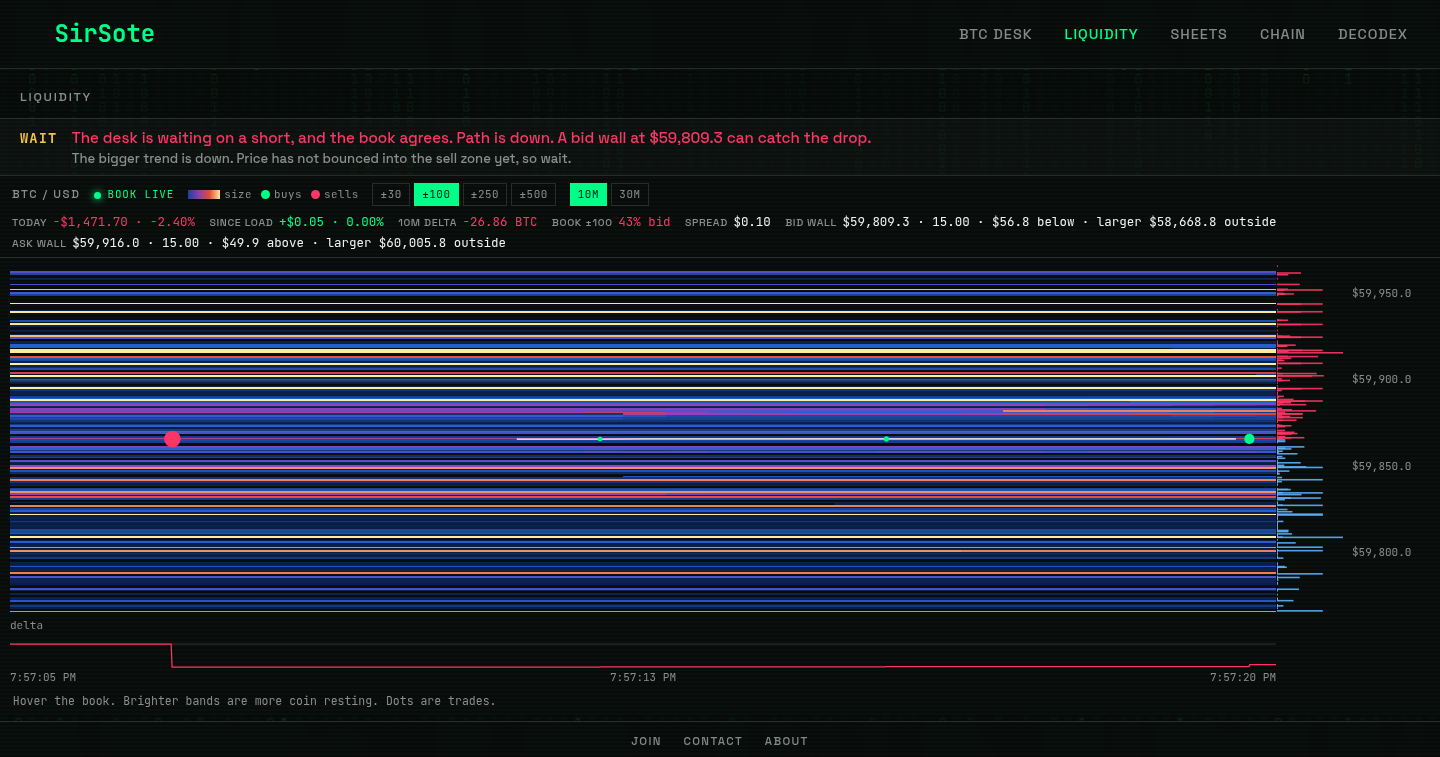 SirSote
BTC DESK LIQUIDITY SHEETS CHAIN DECODEX
LIQUIDITY
WAIT The desk is waiting on a short, and the book agrees. Path is down. A bid wall at $59,809.3 can catch the drop.
The bigger trend is down. Price has not bounced into the sell zone yet, so wait.
BTC / USD BOOK LIVE size buys sells ±30 ±100 ±250 ±500 10M 30M
TODAY -$1,471.70 · -2.40% SINCE LOAD +$0.05 · 0.00% 10M DELTA -26.86 BTC BOOK ±100 43% bid SPREAD $0.10 BID WALL $59,809.3 · 15.00 · $56.8 below · larger $58,668.8 outside
ASK WALL $59,916.0 · 15.00 · $49.9 above · larger $60,005.8 outside
$59,950.0
$59,900.0
$59,850.0
$59,800.0
delta
7:57:05 PM 7:57:13 PM 7:57:20 PM
Hover the book. Brighter bands are more coin resting. Dots are trades.
JOIN CONTACT ABOUT